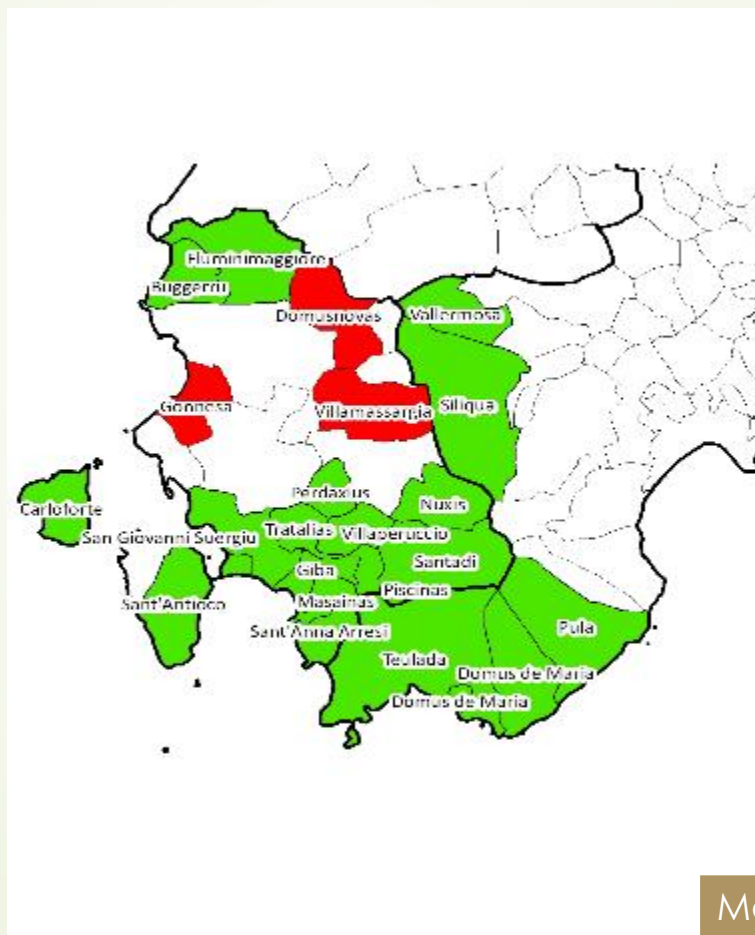 Fluminimaggiore
Buggerru
Domusnovas
Vallermosa
Gonnesa
Villamassargia
Siliqua
Perdaxius
Nuxis
Carloforte
San Giovanni Suergiu
Tratalias
Villaperuccio
Santadi
Giba
Piscinas
Sant'Antioco
Masainas
Sant'Anna Arresi
Pula
Teulada
Domus de Maria
Domus de Maria